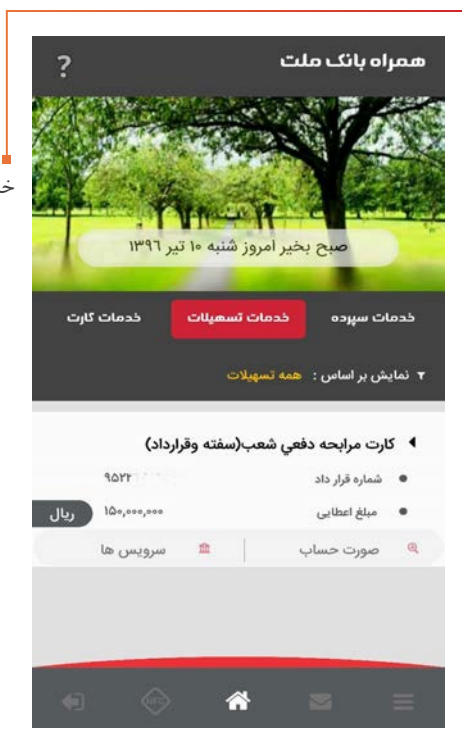 همراه بانک ملت ?
خ
صبح بخیر امروز شنبه ۱۰ تیر ۱۳۹٦
خدمات سپرده خدمات تسهیلات خدمات کارت
نمایش بر اساس : همه تسهیلات
کارت مرابحه دفعي شعب(سفته وقرارداد)
شماره قرار داد ۹۵۲۲
مبلغ اعطایی ۱۵۰,۰۰۰,۰۰۰ ریال
صورت حساب سرویس ها
NFC